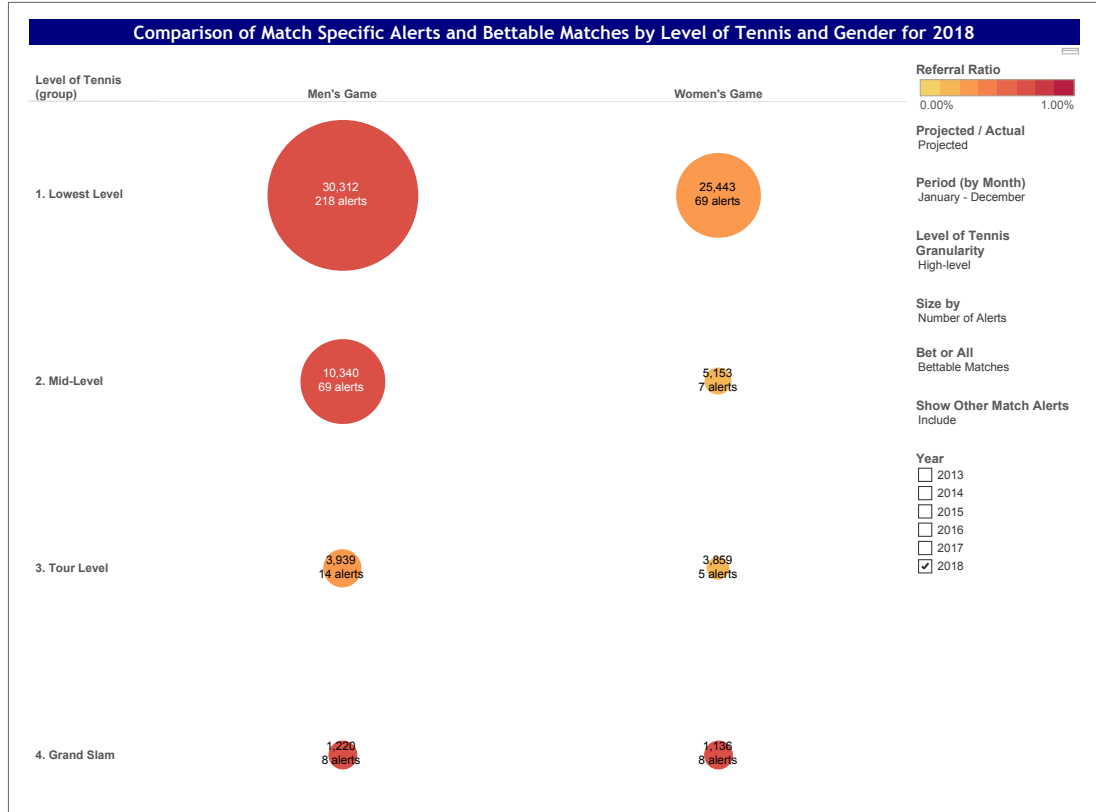 Comparison of Match Specific Alerts and Bettable Matches by Level of Tennis and Gender for 2018
Level of Tennis
(group)
Men's Game
Women's Game
1. Lowest Level
30,312
218 alerts
25,443
69 alerts
2. Mid-Level
10,340
69 alerts
5,153
7 alerts
3. Tour Level
3,939
14 alerts
3,859
5 alerts
4. Grand Slam
1,220
8 alerts
1,136
8 alerts
Referral Ratio
0.00%
1.00%
Projected / Actual
Projected
Period (by Month)
January - December
Level of Tennis
Granularity
High-level
Size by
Number of Alerts
Bet or All
Bettable Matches
Show Other Match Alerts
Include
Year
2013
2014
2015
2016
2017
2018